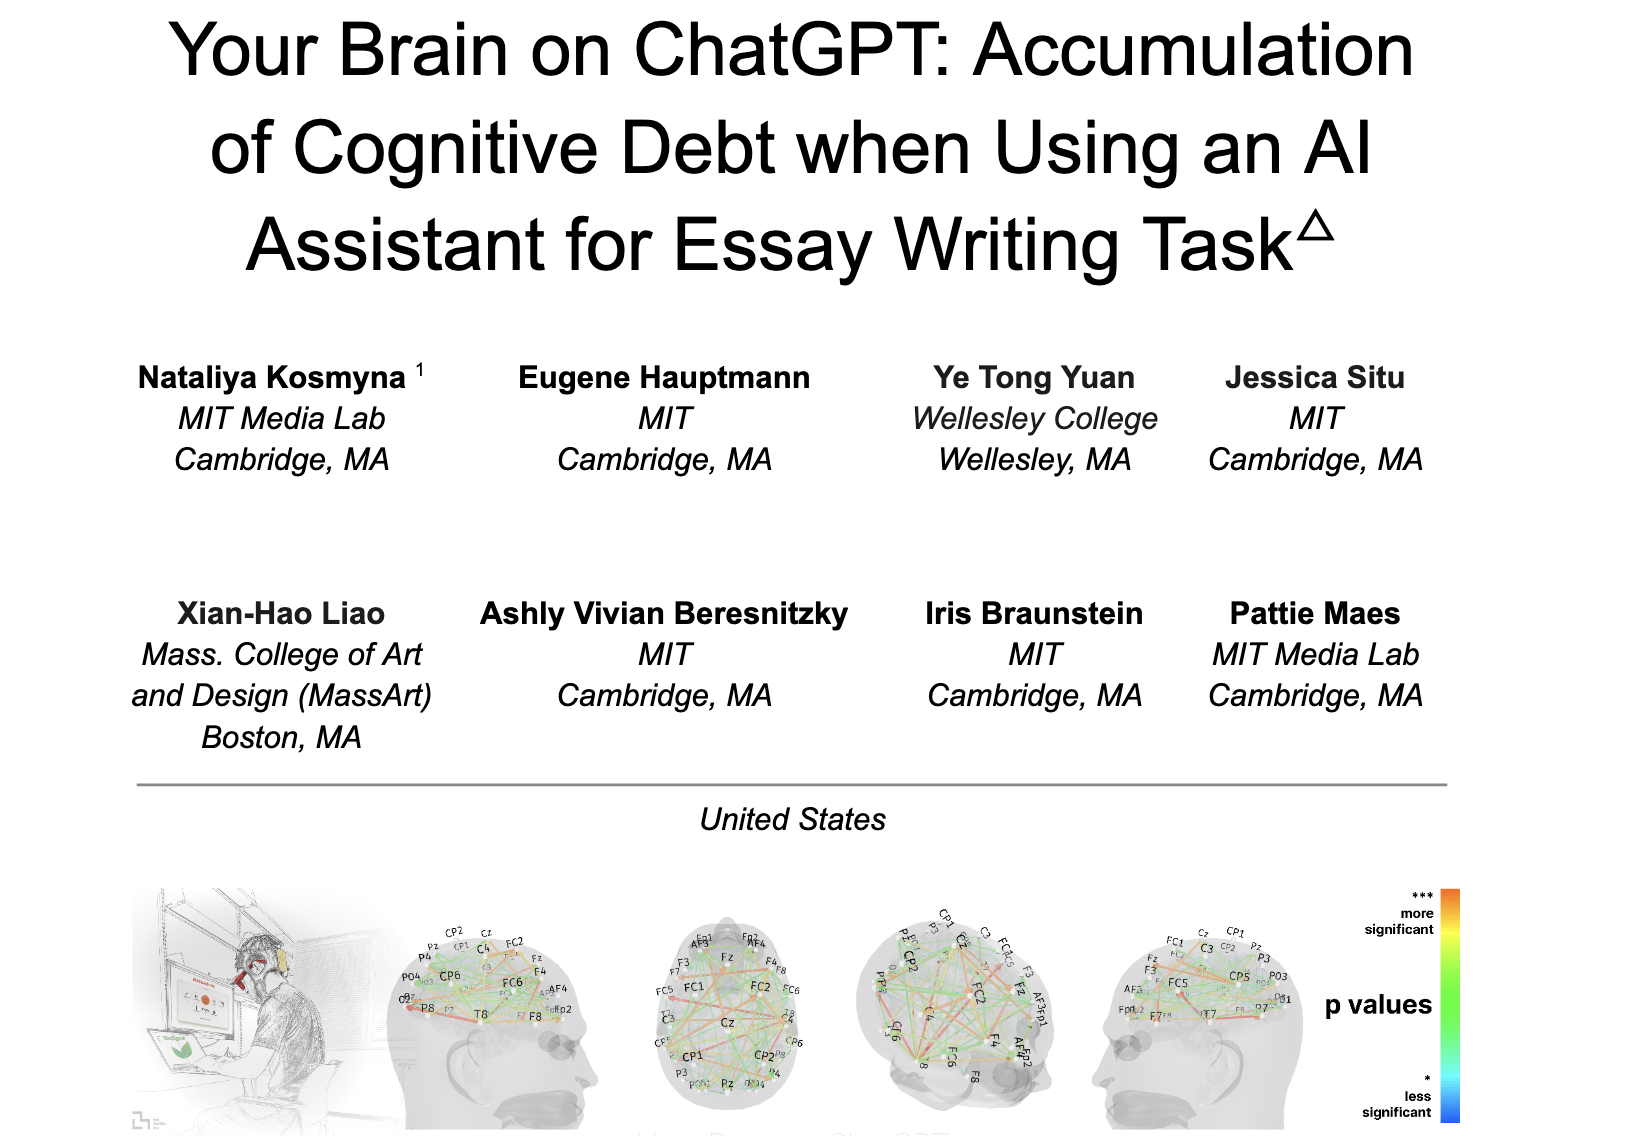 Your Brain on ChatGPT: Accumulation
of Cognitive Debt when Using an AI
Assistant for Essay Writing Task△
Nataliya Kosmyna ¹
MIT Media Lab
Cambridge, MA
Eugene Hauptmann
MIT
Cambridge, MA
Ye Tong Yuan
Wellesley College
Wellesley, MA
Jessica Situ
MIT
Cambridge, MA
Xian-Hao Liao
Mass. College of Art
and Design (MassArt)
Boston, MA
Ashly Vivian Beresnitzky
MIT
Cambridge, MA
Iris Braunstein
MIT
Cambridge, MA
Pattie Maes
MIT Media Lab
Cambridge, MA
United States
CP2 Cz
Pz CP1 C4 FC2
P4 Fz
PO4 CP6 F4
FC6 AF4
O2
P8 P7 T8 F8 Fp2
AF3 AF4
Fz
F3 F4
F7 F8
FC5 FC1 FC2 FC6
C3 Cz C4
CP5 CP6
CP1 CP2 P8
P3 P4
Pz
CP1
P3 C3
Cz FC1
CP2 FC5
F3
Fz
FC2 AF3
Fp1
C4
CP6 F4
AF4
Fp2
T8 FC6
F8
Cz CP1
FC1 C3 CP2 Pz
Fz P3
F3
CP5 PO3
AF3 FC5
O1
Fp1 F7 F8 T7 P8 P7
***
more
significant
p values
*
less
significant